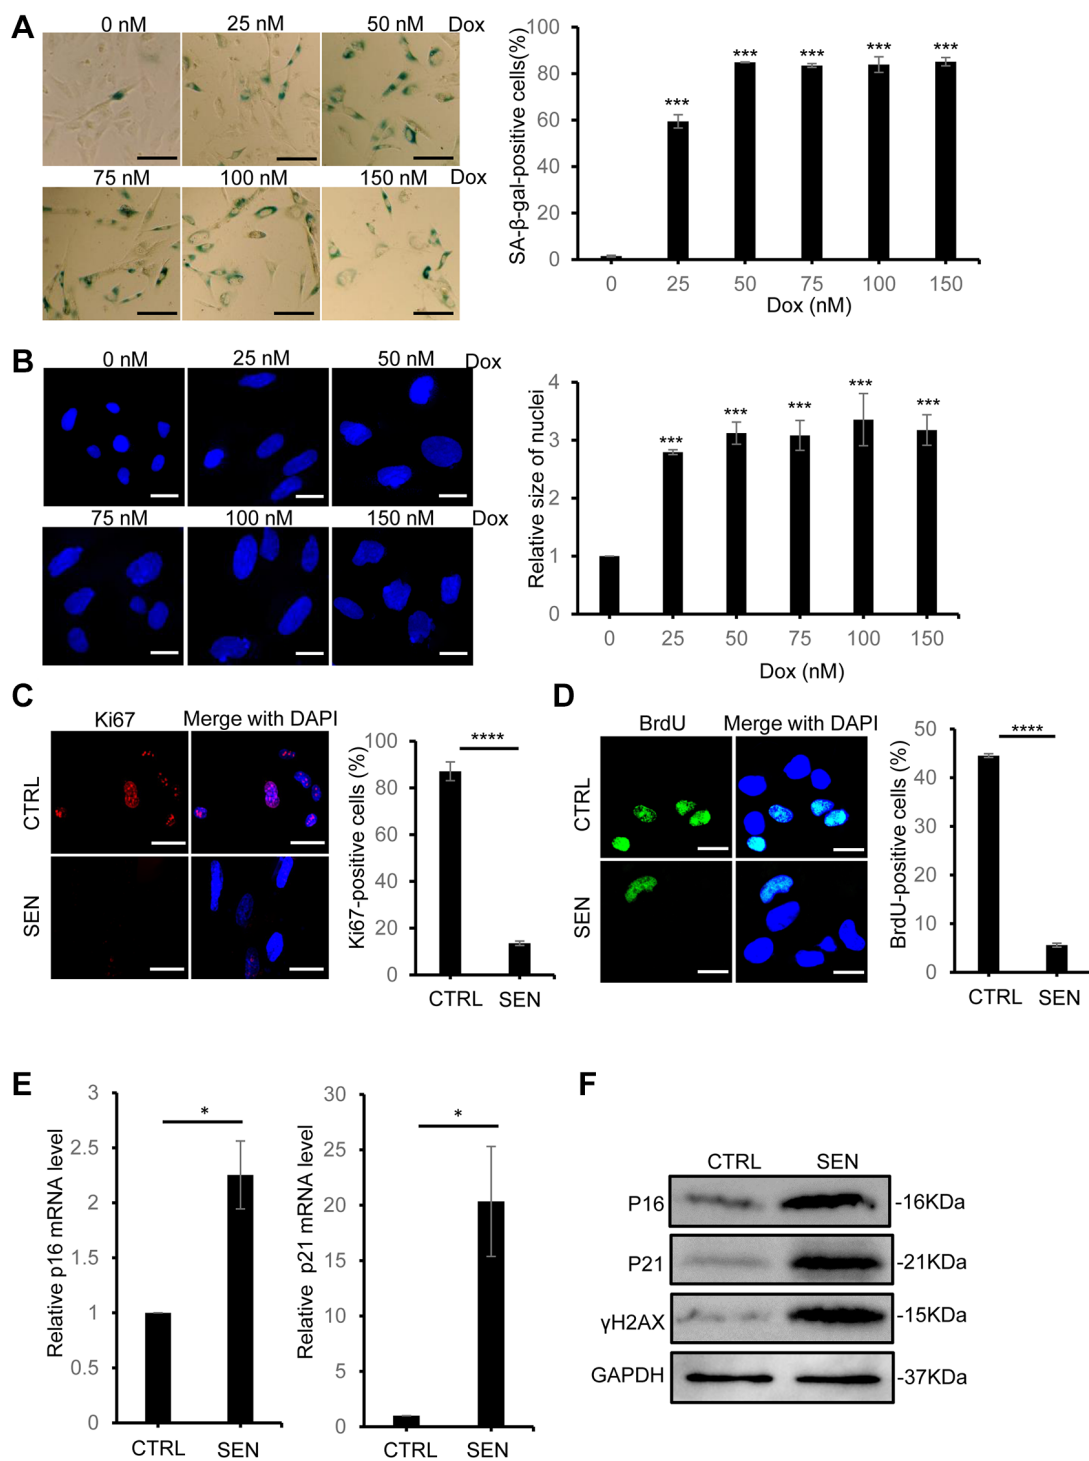 A
0 nM 25 nM 50 nM Dox
75 nM 100 nM 150 nM Dox
SA-β-gal-positive cells(%)
100
80
60
40
20
0
*** *** *** *** ***
0 25 50 75 100 150
Dox (nM)
B
0 nM 25 nM 50 nM Dox
75 nM 100 nM 150 nM Dox
Relative size of nuclei
4
3
2
1
0
*** *** *** *** ***
0 25 50 75 100 150
Dox (nM)
C
Ki67 Merge with DAPI
CTRL
SEN
Ki67-positive cells (%)
100
80
60
40
20
0
****
CTRL SEN
D
BrdU Merge with DAPI
CTRL
SEN
BrdU-positive cells (%)
50
40
30
20
10
0
****
CTRL SEN
E
Relative p16 mRNA level
3
2.5
2
1.5
1
0.5
0
*
CTRL SEN
Relative p21 mRNA level
30
25
20
15
10
5
0
*
CTRL SEN
F
CTRL SEN
P16 -16KDa
P21 -21KDa
γH2AX -15KDa
GAPDH -37KDa